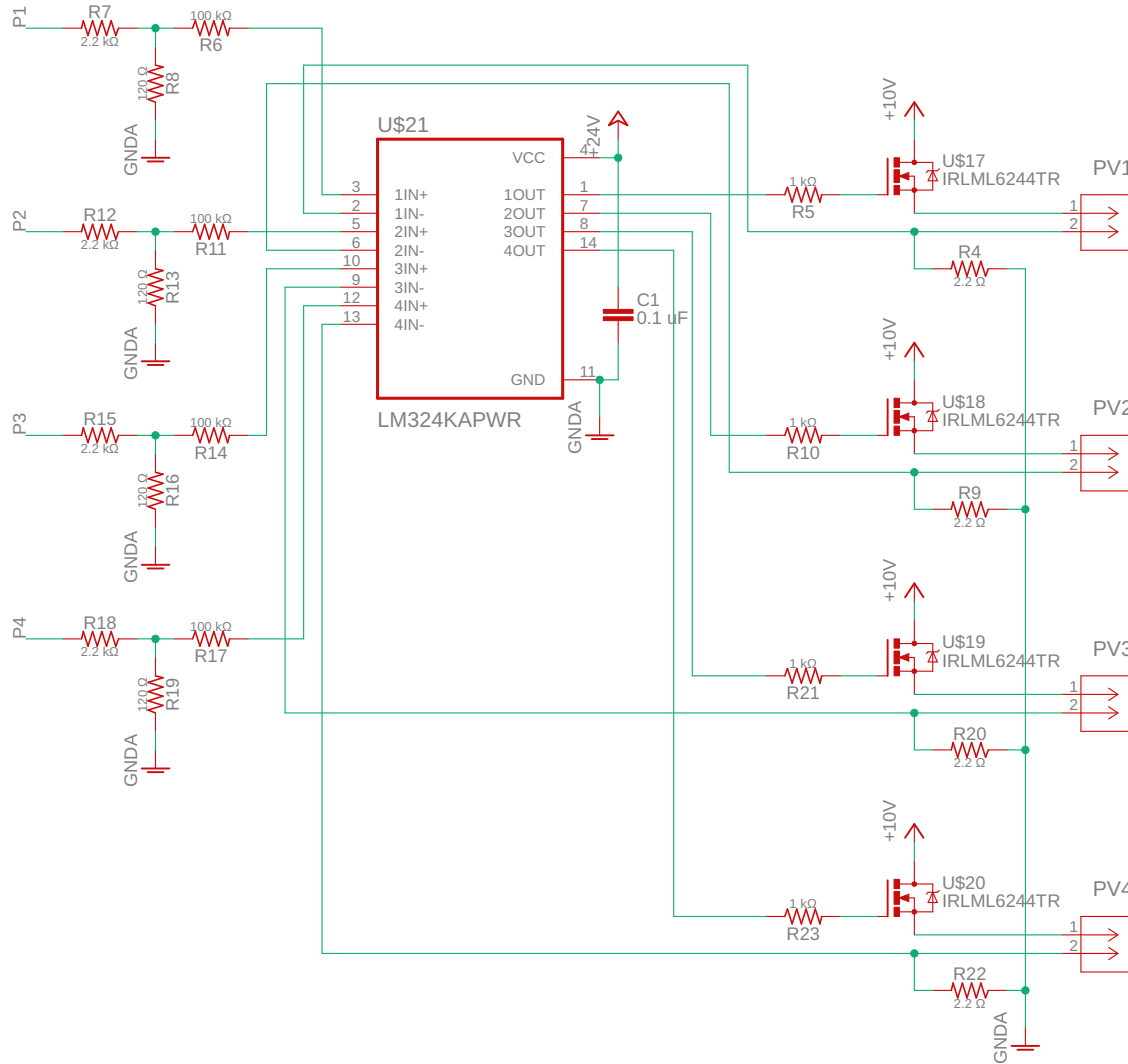 P1
R7
2.2 kΩ
100 kΩ
R6
120 Ω
R8
GNDA
P2
R12
2.2 kΩ
100 kΩ
R11
120 Ω
R13
GNDA
P3
R15
2.2 kΩ
100 kΩ
R14
120 Ω
R16
GNDA
P4
R18
2.2 kΩ
100 kΩ
R17
120 Ω
R19
GNDA
U$21
3 1IN+
2 1IN-
5 2IN+
6 2IN-
10 3IN+
9 3IN-
12 4IN+
13 4IN-
VCC 4
1OUT 1
2OUT 7
3OUT 8
4OUT 14
GND 11
LM324KAPWR
+24V
C1
0.1 uF
GNDA
+10V
U$17
IRLML6244TR
1 kΩ
R5
PV1
1
2
R4
2.2 Ω
+10V
U$18
IRLML6244TR
1 kΩ
R10
PV2
1
2
R9
2.2 Ω
+10V
U$19
IRLML6244TR
1 kΩ
R21
PV3
1
2
R20
2.2 Ω
+10V
U$20
IRLML6244TR
1 kΩ
R23
PV4
1
2
R22
2.2 Ω
GNDA